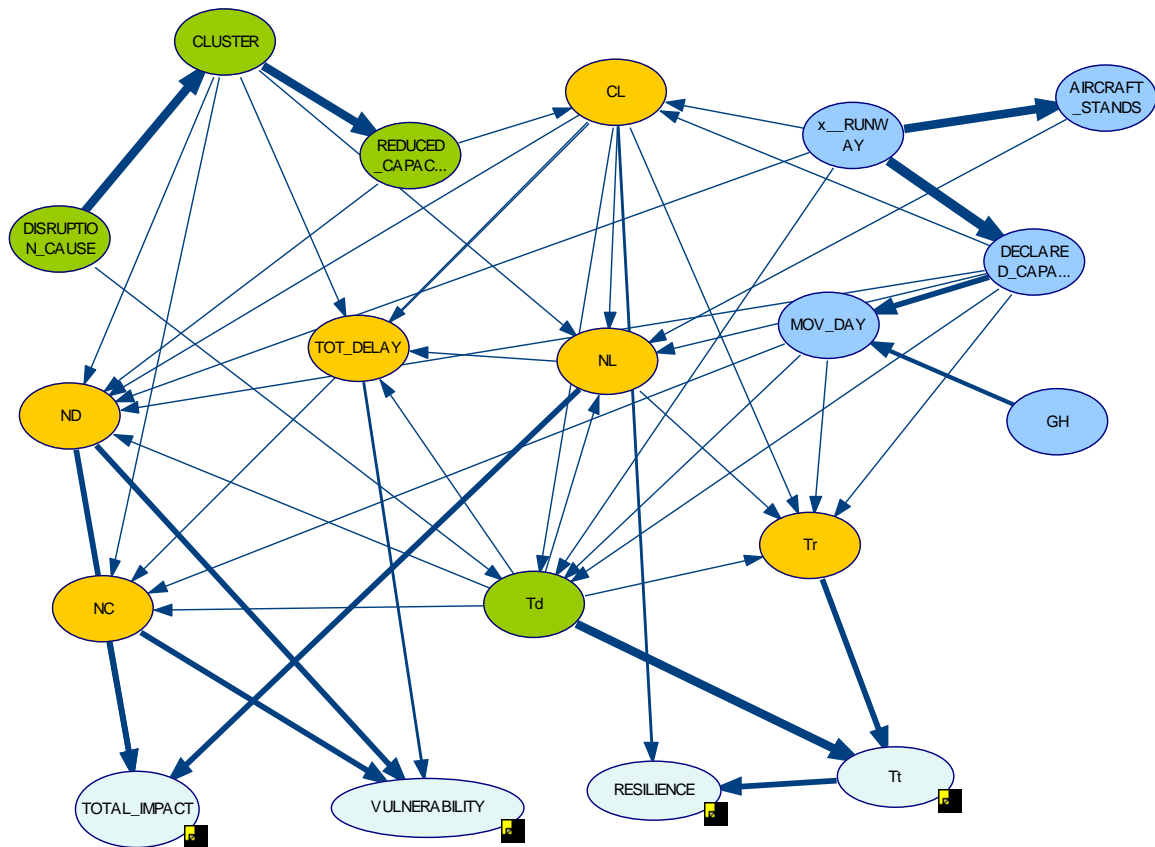 CLUSTER
CL
AIRCRAFT
_STANDS
x__RUNW
AY
REDUCED
_CAPAC...
DISRUPTIO
N_CAUSE
DECLARE
D_CAPA...
MOV_DAY
TOT_DELAY
NL
ND
GH
Tr
NC
Td
TOTAL_IMPACT
VULNERABILITY
RESILIENCE
Tt